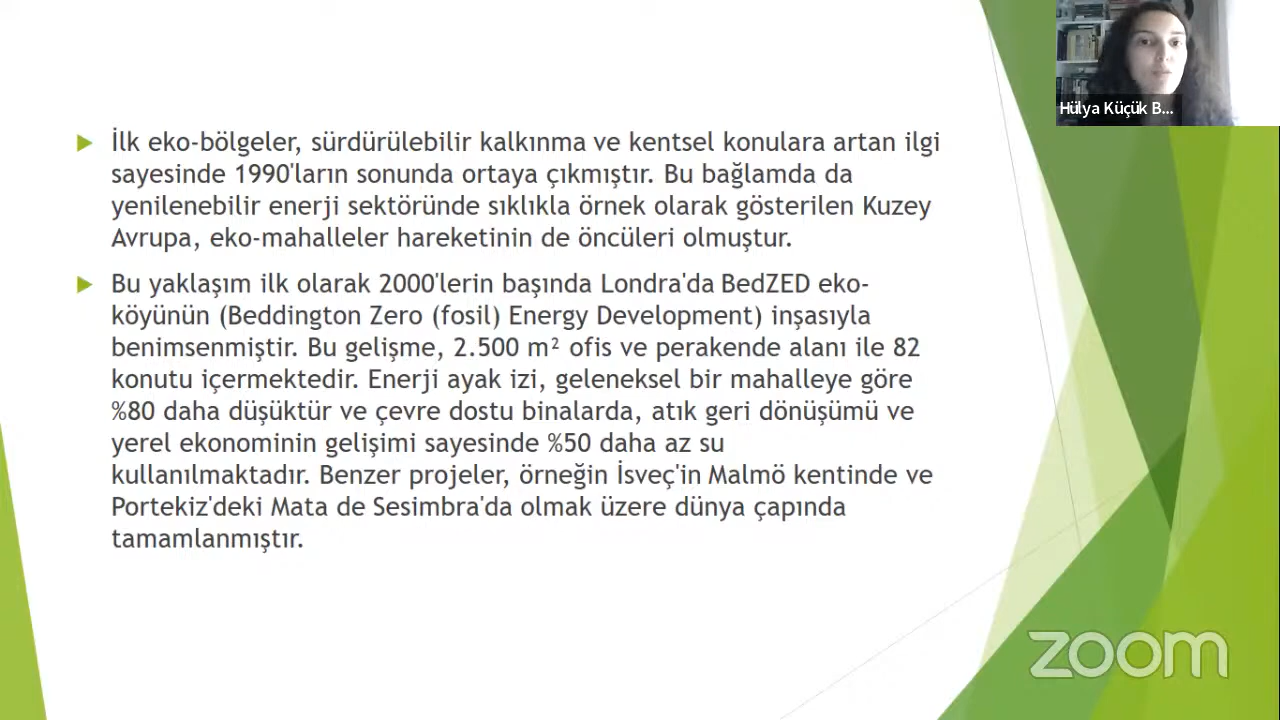 Hülya Küçük B...
İlk eko-bölgeler, sürdürülebilir kalkınma ve kentsel konulara artan ilgi
sayesinde 1990'ların sonunda ortaya çıkmıştır. Bu bağlamda da
yenilenebilir enerji sektöründe sıklıkla örnek olarak gösterilen Kuzey
Avrupa, eko-mahalleler hareketinin de öncüleri olmuştur.
Bu yaklaşım ilk olarak 2000'lerin başında Londra'da BedZED eko-
köyünün (Beddington Zero (fosil) Energy Development) inşasıyla
benimsenmiştir. Bu gelişme, 2.500 m² ofis ve perakende alanı ile 82
konutu içermektedir. Enerji ayak izi, geleneksel bir mahalleye göre
%80 daha düşüktür ve çevre dostu binalarda, atık geri dönüşümü ve
yerel ekonominin gelişimi sayesinde %50 daha az su
kullanılmaktadır. Benzer projeler, örneğin İsveç'in Malmö kentinde ve
Portekiz'deki Mata de Sesimbra'da olmak üzere dünya çapında
tamamlanmıştır.
zoom